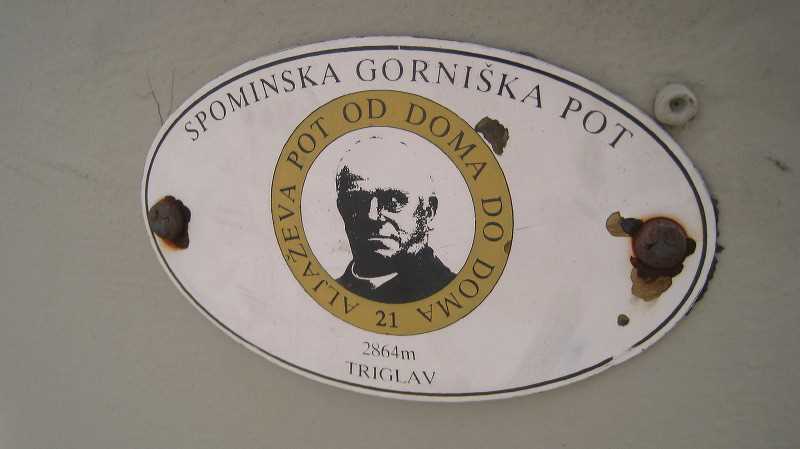 SPOMINSKA GORNIŠKA POT
ALJAŽEVA POT OD DOMA DO DOMA
21
2864m
TRIGLAV